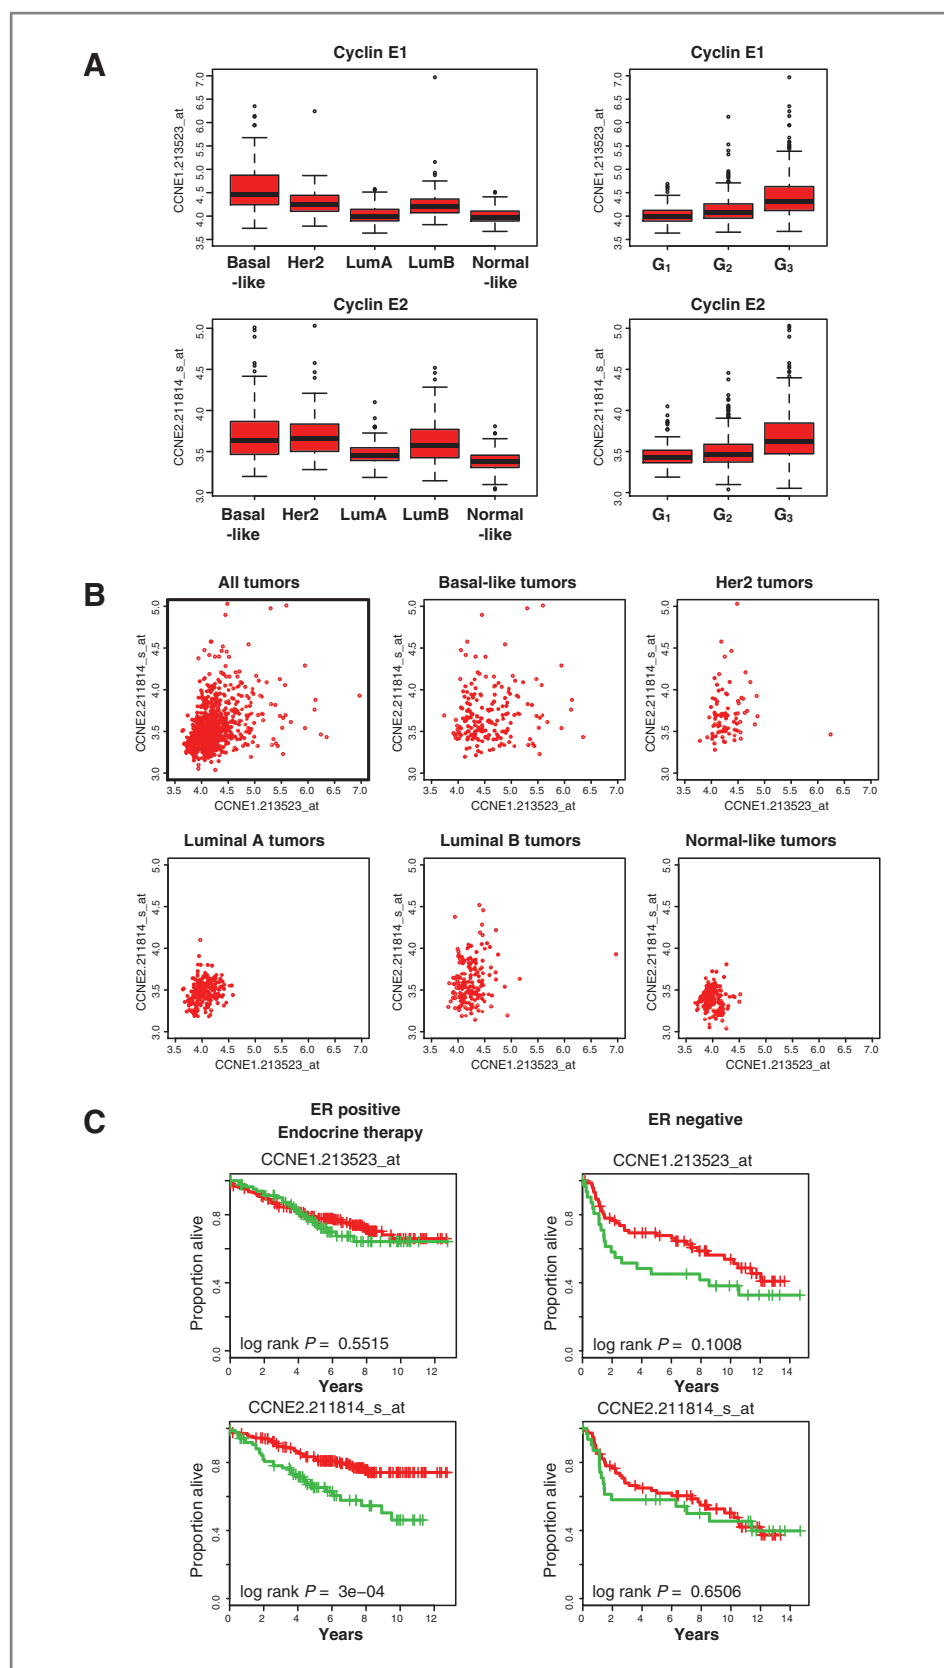 A
Cyclin E1
CCNE1.213523_at
3.5 4.0 4.5 5.0 5.5 6.0 6.5 7.0
Basal
-like
Her2
LumA
LumB
Normal
-like
Cyclin E1
CCNE1.213523_at
3.5 4.0 4.5 5.0 5.5 6.0 6.5 7.0
G1
G2
G3
Cyclin E2
CCNE2.211814_s_at
3.0 3.5 4.0 4.5 5.0
Basal
-like
Her2
LumA
LumB
Normal
-like
Cyclin E2
CCNE2.211814_s_at
3.0 3.5 4.0 4.5 5.0
G1
G2
G3
B
All tumors
CCNE2.211814_s_at
3.0 3.5 4.0 4.5 5.0
3.5 4.0 4.5 5.0 5.5 6.0 6.5 7.0
CCNE1.213523_at
Basal-like tumors
CCNE2.211814_s_at
3.0 3.5 4.0 4.5 5.0
3.5 4.0 4.5 5.0 5.5 6.0 6.5 7.0
CCNE1.213523_at
Her2 tumors
CCNE2.211814_s_at
3.0 3.5 4.0 4.5 5.0
3.5 4.0 4.5 5.0 5.5 6.0 6.5 7.0
CCNE1.213523_at
Luminal A tumors
CCNE2.211814_s_at
3.0 3.5 4.0 4.5 5.0
3.5 4.0 4.5 5.0 5.5 6.0 6.5 7.0
CCNE1.213523_at
Luminal B tumors
CCNE2.211814_s_at
3.0 3.5 4.0 4.5 5.0
3.5 4.0 4.5 5.0 5.5 6.0 6.5 7.0
CCNE1.213523_at
Normal-like tumors
CCNE2.211814_s_at
3.0 3.5 4.0 4.5 5.0
3.5 4.0 4.5 5.0 5.5 6.0 6.5 7.0
CCNE1.213523_at
C
ER positive
Endocrine therapy
CCNE1.213523_at
Proportion alive
0.0 0.4 0.8
log rank P = 0.5515
0 2 4 6 8 10 12
Years
ER negative
CCNE1.213523_at
Proportion alive
0.0 0.4 0.8
log rank P = 0.1008
0 2 4 6 8 10 12 14
Years
CCNE2.211814_s_at
Proportion alive
0.0 0.4 0.8
log rank P = 3e−04
0 2 4 6 8 10 12
Years
CCNE2.211814_s_at
Proportion alive
0.0 0.4 0.8
log rank P = 0.6506
0 2 4 6 8 10 12 14
Years